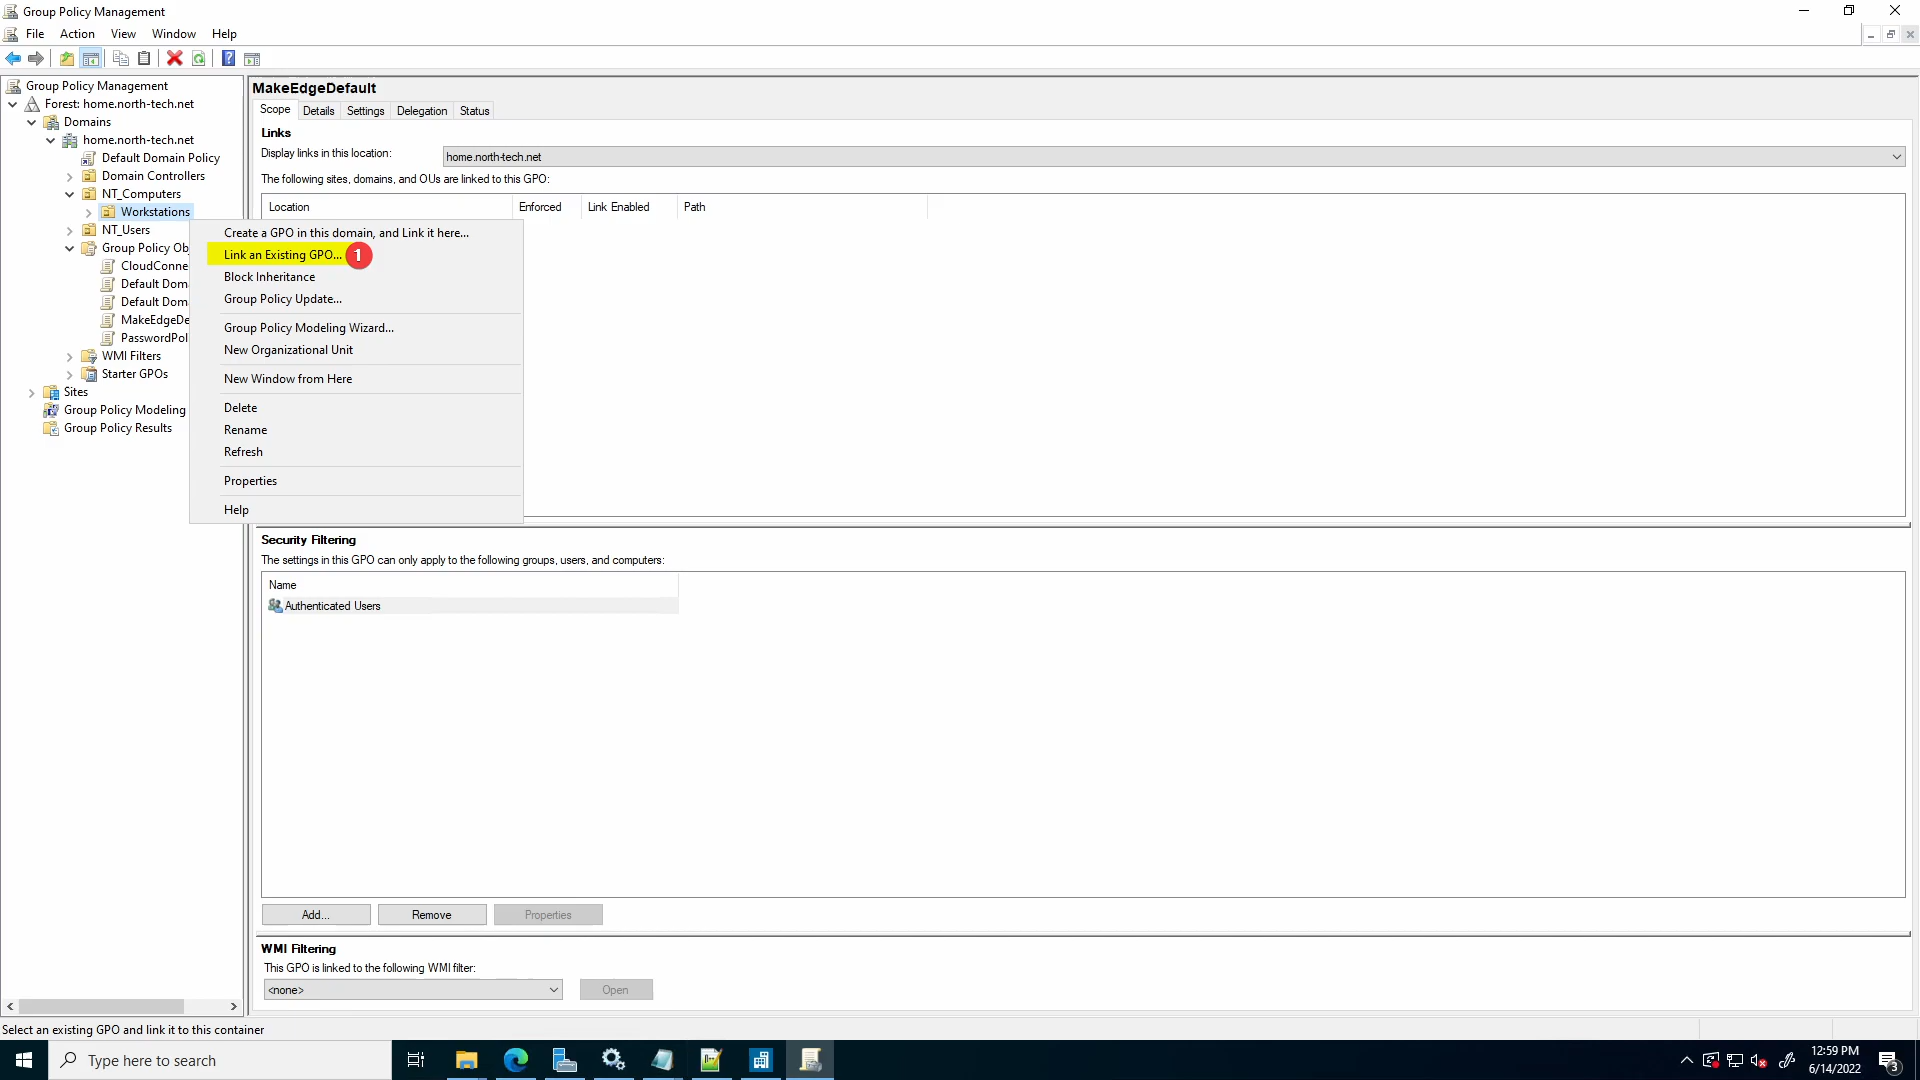 Group Policy Management
File Action View Window Help
Group Policy Management
Forest: home.north-tech.net
Domains
home.north-tech.net
Default Domain Policy
Domain Controllers
NT_Computers
Workstations
NT_Users
Group Policy Ob
CloudConne
Default Dom
Default Dom
MakeEdgeDe
PasswordPol
WMI Filters
Starter GPOs
Sites
Group Policy Modeling
Group Policy Results
Create a GPO in this domain, and Link it here...
Link an Existing GPO... 1
Block Inheritance
Group Policy Update...
Group Policy Modeling Wizard...
New Organizational Unit
New Window from Here
Delete
Rename
Refresh
Properties
Help
MakeEdgeDefault
Scope Details Settings Delegation Status
Links
Display links in this location: home.north-tech.net
The following sites, domains, and OUs are linked to this GPO:
Location Enforced Link Enabled Path
Security Filtering
The settings in this GPO can only apply to the following groups, users, and computers:
Name
Authenticated Users
Add... Remove Properties
WMI Filtering
This GPO is linked to the following WMI filter:
<none> Open
Select an existing GPO and link it to this container
Type here to search
12:59 PM
6/14/2022
3